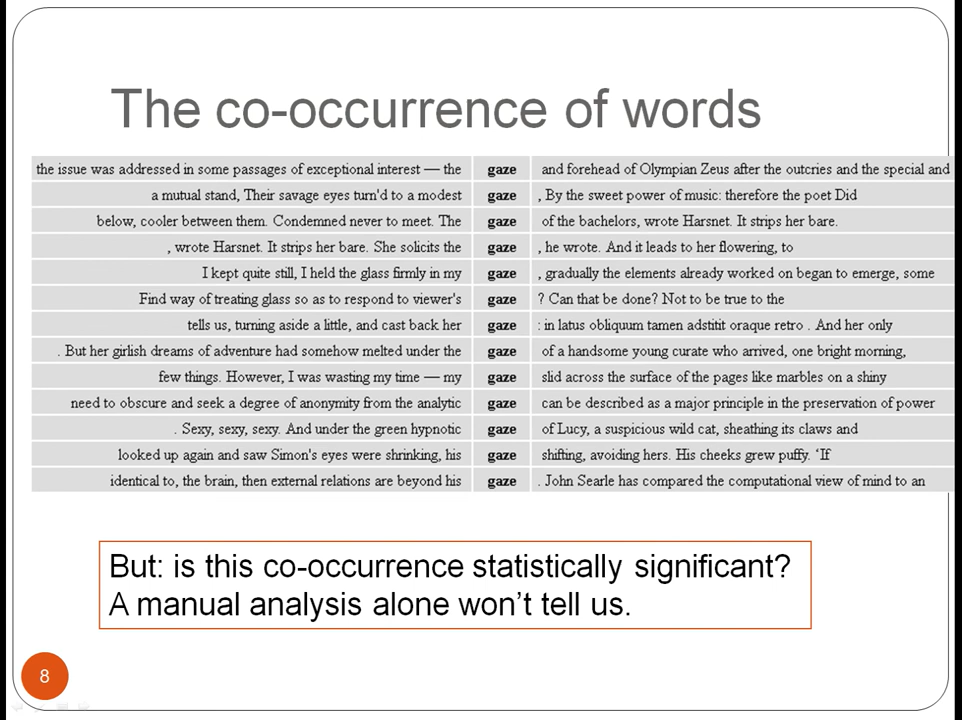 The co-occurrence of words
the issue was addressed in some passages of exceptional interest — the gaze and forehead of Olympian Zeus after the outcries and the special and
a mutual stand, Their savage eyes turn'd to a modest gaze , By the sweet power of music: therefore the poet Did
below, cooler between them. Condemned never to meet. The gaze of the bachelors, wrote Harsnet. It strips her bare.
, wrote Harsnet. It strips her bare. She solicits the gaze , he wrote. And it leads to her flowering, to
I kept quite still, I held the glass firmly in my gaze , gradually the elements already worked on began to emerge, some
Find way of treating glass so as to respond to viewer's gaze ? Can that be done? Not to be true to the
tells us, turning aside a little, and cast back her gaze : in latus obliquum tamen adstitit oraque retro . And her only
. But her girlish dreams of adventure had somehow melted under the gaze of a handsome young curate who arrived, one bright morning,
few things. However, I was wasting my time — my gaze slid across the surface of the pages like marbles on a shiny
need to obscure and seek a degree of anonymity from the analytic gaze can be described as a major principle in the preservation of power
. Sexy, sexy, sexy. And under the green hypnotic gaze of Lucy, a suspicious wild cat, sheathing its claws and
looked up again and saw Simon's eyes were shrinking, his gaze shifting, avoiding hers. His cheeks grew puffy. ‘If
identical to, the brain, then external relations are beyond his gaze . John Searle has compared the computational view of mind to an
But: is this co-occurrence statistically significant?
A manual analysis alone won’t tell us.
8